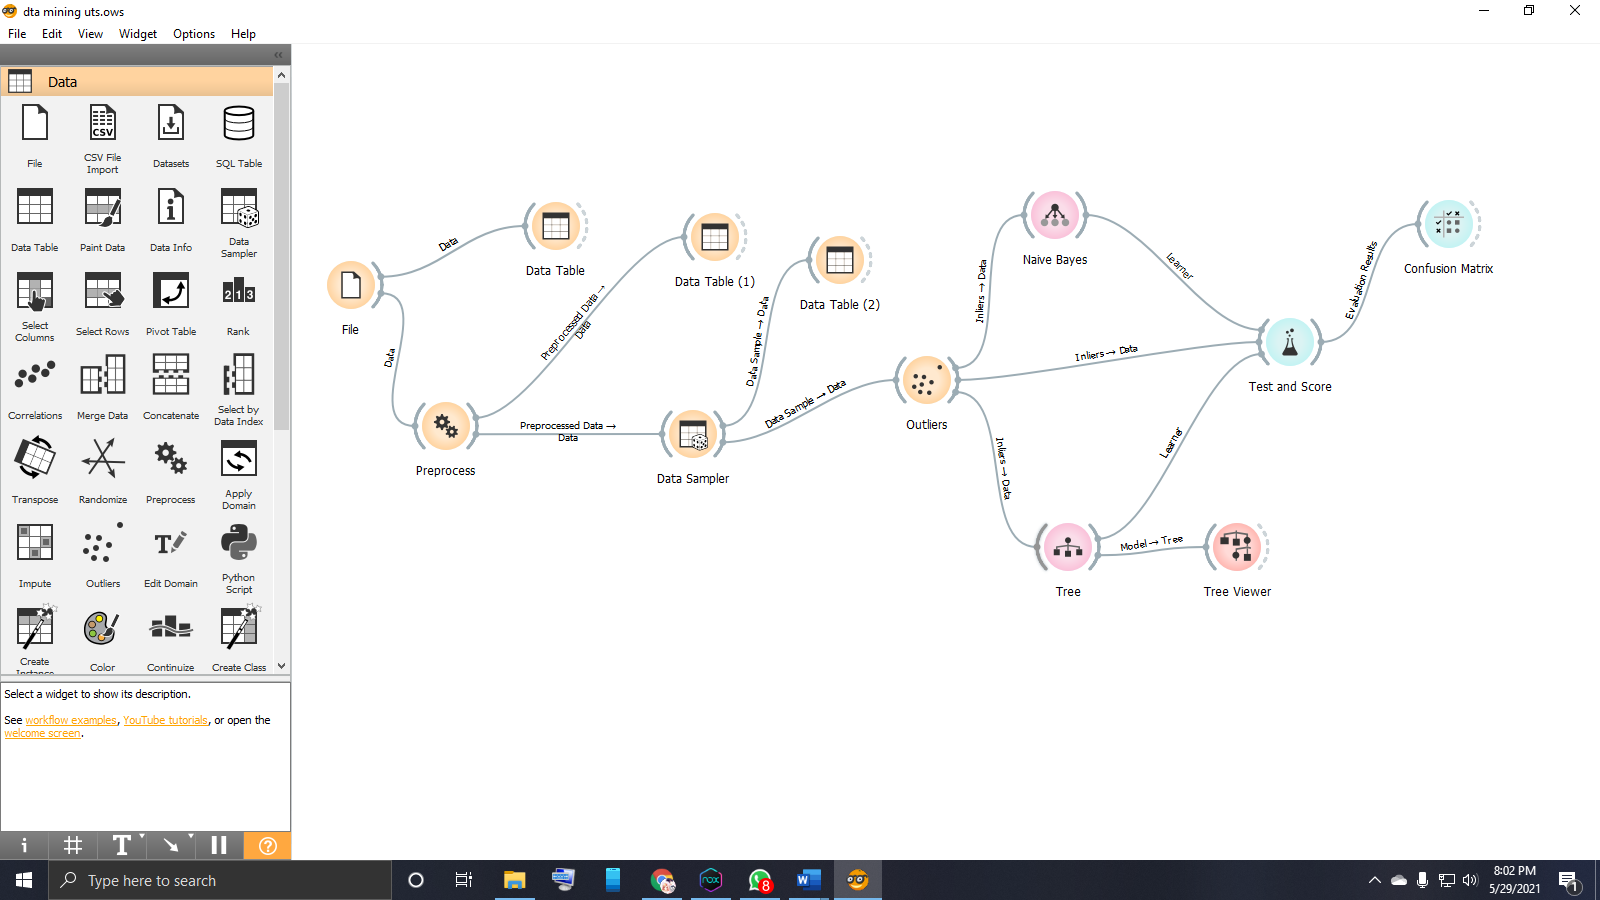 dta mining uts.ows
File Edit View Widget Options Help
Data
File
CSV File
Import
Datasets
SQL Table
Data Table
Paint Data
Data Info
Data
Sampler
Select
Columns
Select Rows
Pivot Table
Rank
Correlations
Merge Data
Concatenate
Select by
Data Index
Transpose
Randomize
Preprocess
Apply
Domain
Impute
Outliers
Edit Domain
Python
Script
Create
Instance
Color
Continuize
Create Class
Select a widget to show its description.
See workflow examples, YouTube tutorials, or open the
welcome screen.
File
Data
Data
Data Table
Preprocess
Preprocessed Data →
Data
Data Table (1)
Preprocessed Data →
Data
Data Sampler
Data Sample → Data
Data Table (2)
Data Sample → Data
Outliers
Inliers → Data
Naive Bayes
Inliers → Data
Inliers → Data
Learner
Learner
Tree
Model → Tree
Tree Viewer
Test and Score
Evaluation Results
Confusion Matrix
Type here to search
nox
8
W
8:02 PM
5/29/2021
1